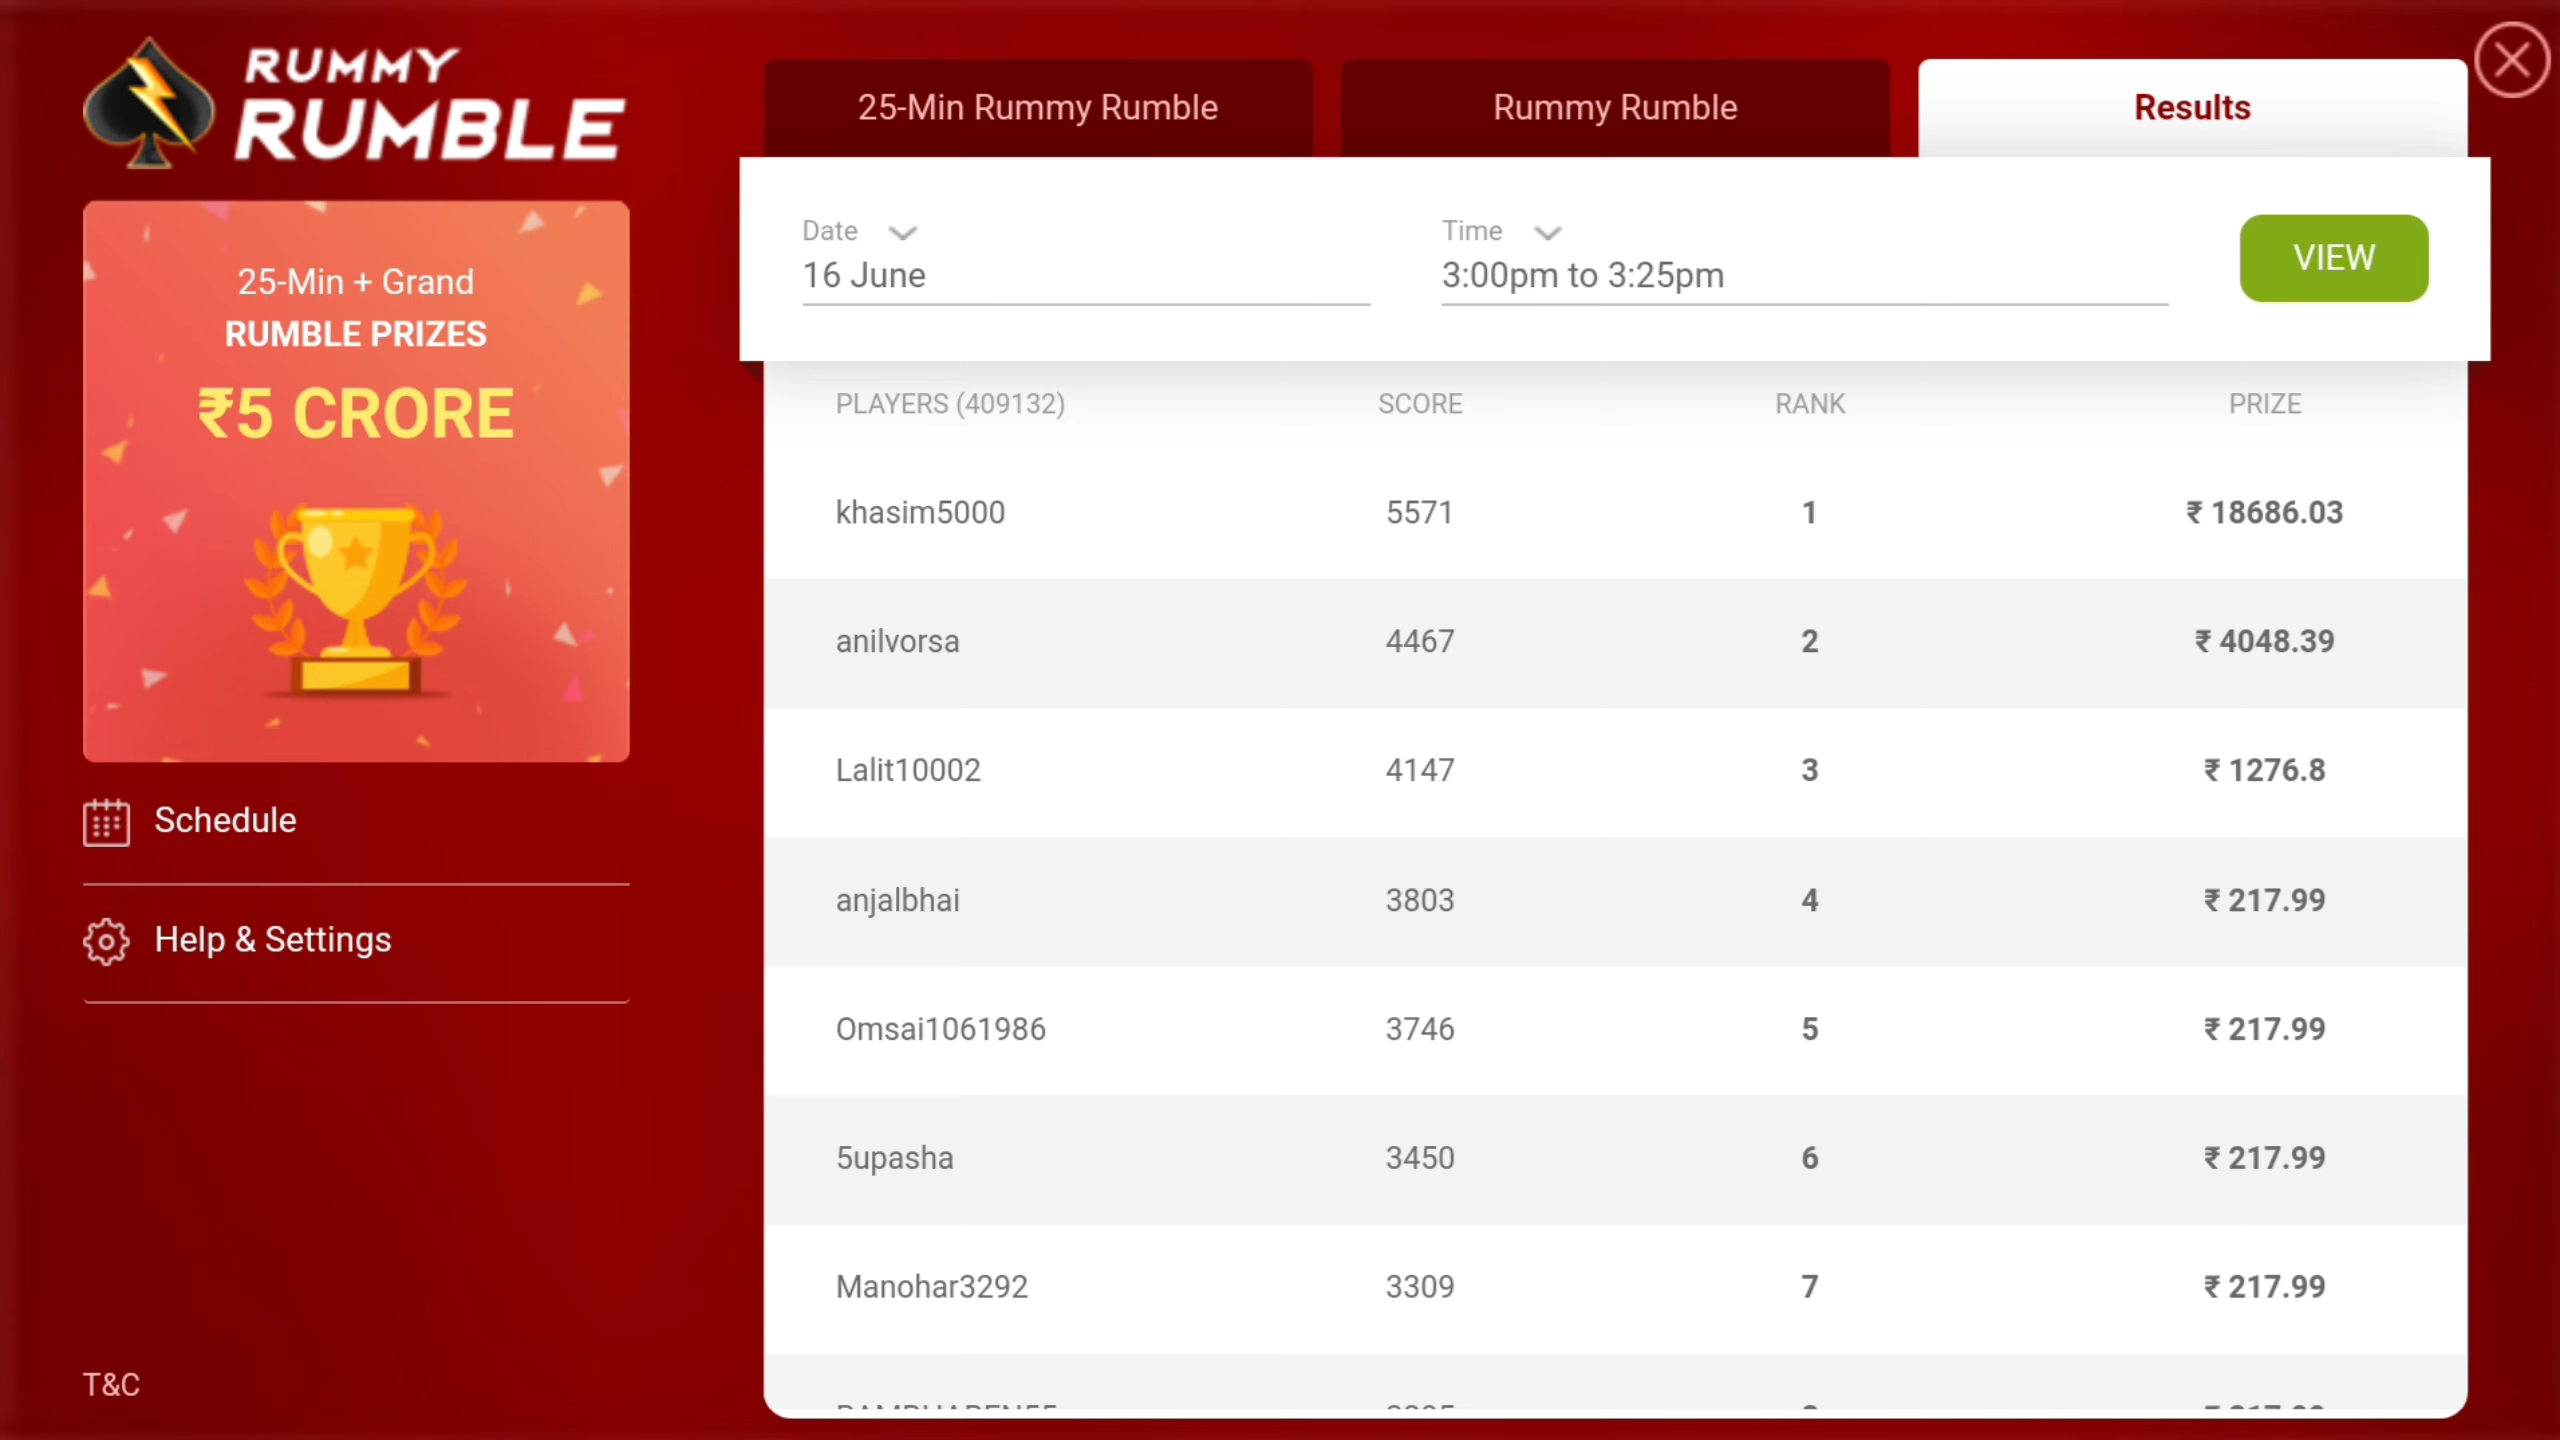 RUMMY
RUMBLE
25-Min Rummy Rumble
Rummy Rumble
Results
25-Min + Grand
RUMBLE PRIZES
₹5 CRORE
Schedule
Help & Settings
T&C
Date
16 June
Time
3:00pm to 3:25pm
VIEW
PLAYERS (409132) SCORE RANK PRIZE
khasim5000 5571 1 ₹ 18686.03
anilvorsa 4467 2 ₹ 4048.39
Lalit10002 4147 3 ₹ 1276.8
anjalbhai 3803 4 ₹ 217.99
Omsai1061986 3746 5 ₹ 217.99
5upasha 3450 6 ₹ 217.99
Manohar3292 3309 7 ₹ 217.99